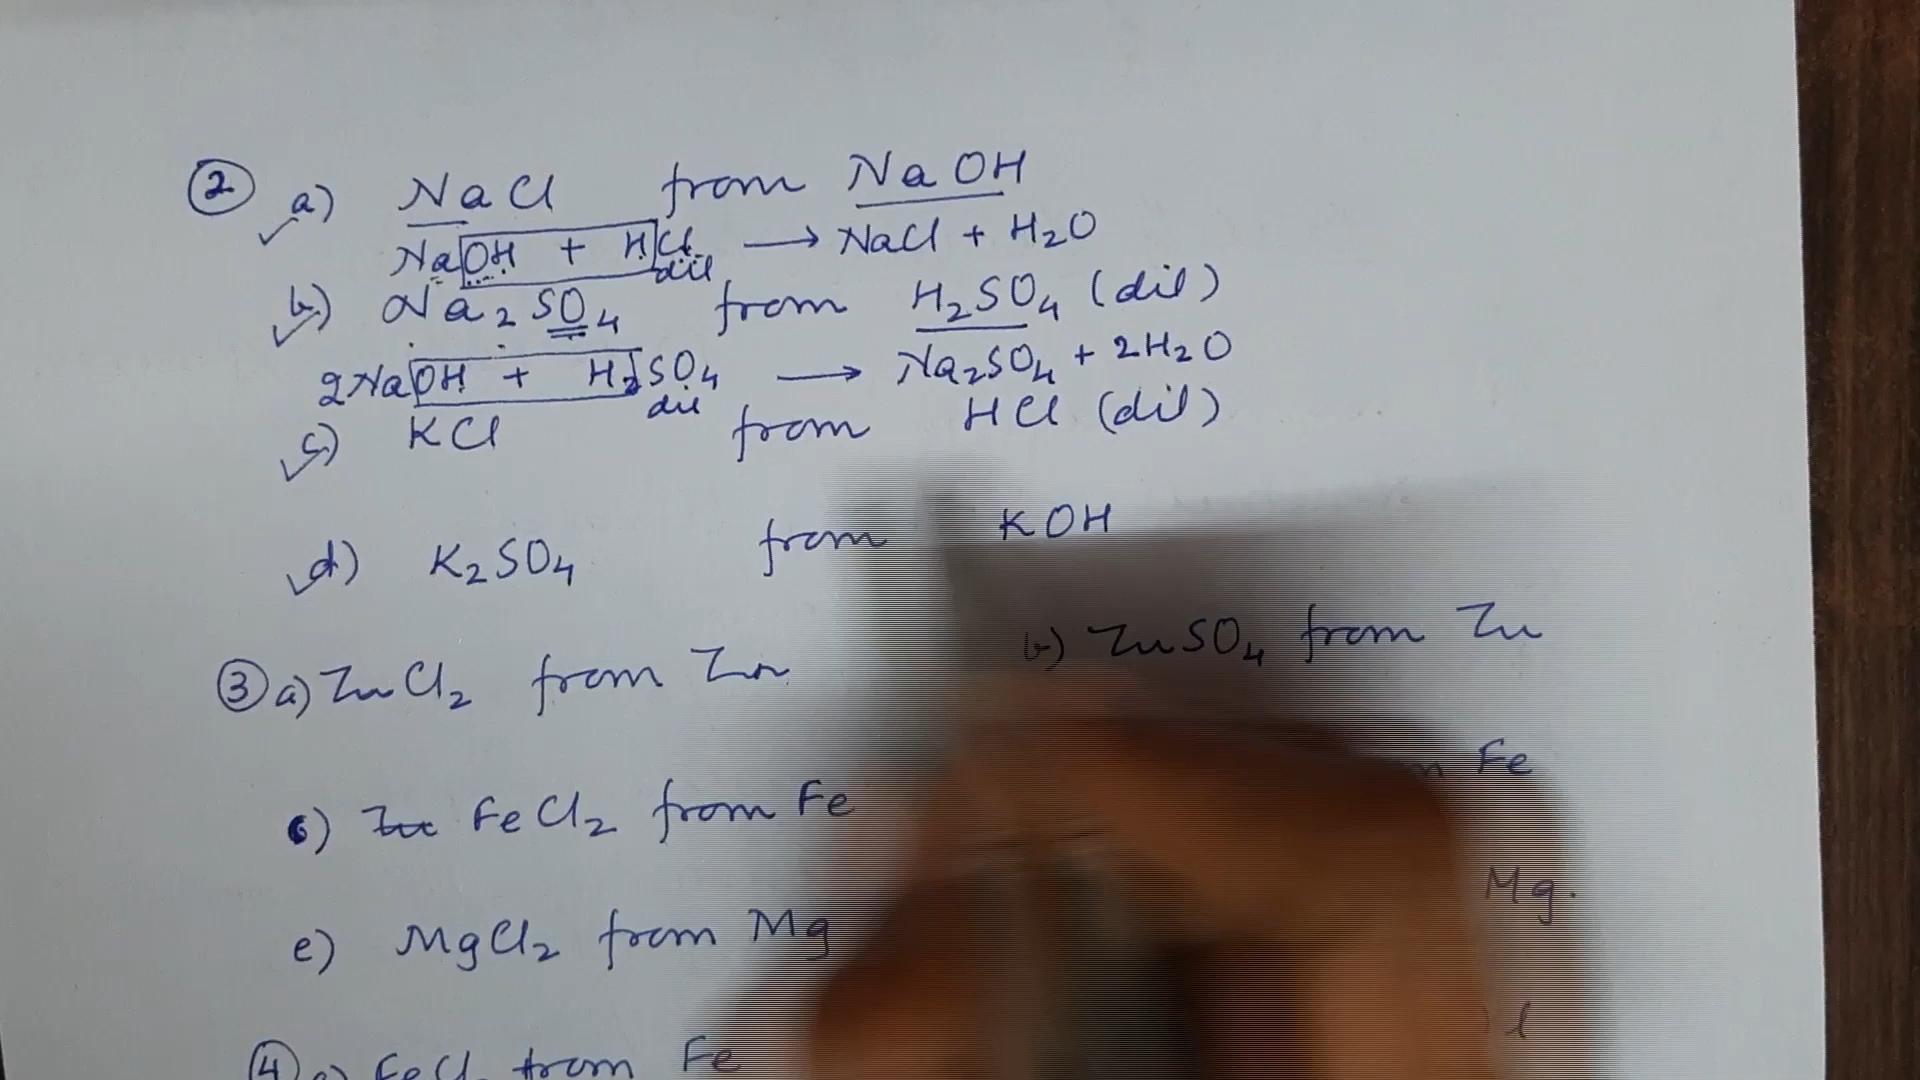 ② a) NaCl from NaOH
NaOH + HCl dil → NaCl + H₂O
b) Na₂SO₄ from H₂SO₄ (dil)
2NaOH + H₂SO₄ dil → Na₂SO₄ + 2H₂O
c) KCl from HCl (dil)
d) K₂SO₄ from KOH
③ a) ZnCl₂ from Zn b) ZnSO₄ from Zn
c) FeCl₂ from Fe Fe
e) MgCl₂ from Mg Mg.
④ from Fe